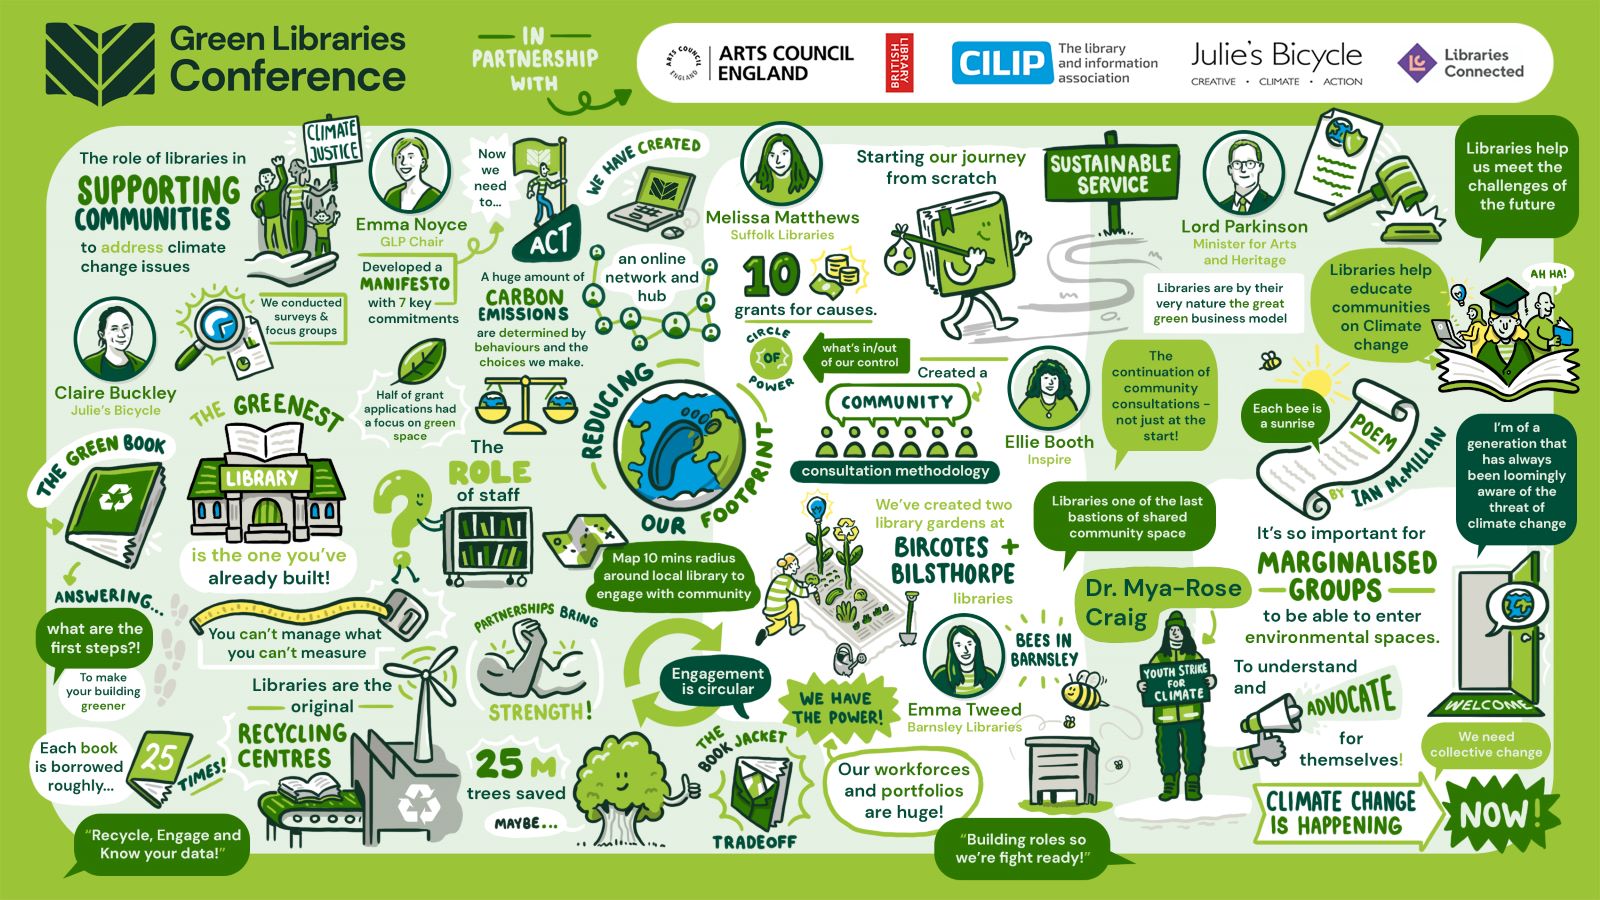 Green Libraries
Conference
IN
PARTNERSHIP
WITH
ARTS COUNCIL
ENGLAND
ARTS COUNCIL
ENGLAND
BRITISH
LIBRARY
CILIP
The library
and information
association
Julie's Bicycle
CREATIVE · CLIMATE · ACTION
LC
Libraries
Connected
The role of libraries in
SUPPORTING
COMMUNITIES
to address climate
change issues
CLIMATE
JUSTICE
Emma Noyce
GLP Chair
Developed a
MANIFESTO
with 7 key
commitments
Claire Buckley
Julie's Bicycle
We conducted
surveys &
focus groups
Now
we
need
to...
ACT
A huge amount of
CARBON
EMISSIONS
are determined by
behaviours and the
choices we make.
WE HAVE CREATED
an online
network and
hub
Melissa Matthews
Suffolk Libraries
10
grants for causes.
Starting our journey
from scratch
SUSTAINABLE
SERVICE
Lord Parkinson
Minister for Arts
and Heritage
Libraries are by their
very nature the great
green business model
Libraries help
us meet the
challenges of
the future
Libraries help
educate
communities
on Climate
change
AH HA!
THE GREEN BOOK
ANSWERING...
what are the
first steps?!
To make
your building
greener
THE GREENEST
LIBRARY
is the one you've
already built!
Half of grant
applications had
a focus on green
space
The
ROLE
of staff
?
REDUCING
OUR FOOTPRINT
CIRCLE
OF
POWER
what's in/out
of our control
Created a
COMMUNITY
consultation methodology
Ellie Booth
Inspire
The
continuation of
community
consultations -
not just at the
start!
Each bee is
a sunrise
POEM
BY IAN McMILLAN
I'm of a
generation that
has always
been loomingly
aware of the
threat of
climate change
Map 10 mins radius
around local library to
engage with community
We've created two
library gardens at
BIRCOTES +
BILSTHORPE
libraries
Libraries one of the last
bastions of shared
community space
Dr. Mya-Rose
Craig
YOUTH STRIKE
FOR
CLIMATE
It's so important for
MARGINALISED
GROUPS
to be able to enter
environmental spaces.
To understand
and
ADVOCATE
for
themselves!
WELCOME
We need
collective change
CLIMATE CHANGE
IS HAPPENING
NOW!
You can't manage what
you can't measure
Libraries are the
original
RECYCLING
CENTRES
Each book
is borrowed
roughly...
25
TIMES!
"Recycle, Engage and
Know your data!"
PARTNERSHIPS BRING
STRENGTH!
25M
trees saved
MAYBE...
Engagement
is circular
THE
BOOK JACKET
TRADEOFF
WE HAVE
THE POWER!
Our workforces
and portfolios
are huge!
Emma Tweed
Barnsley Libraries
BEES IN
BARNSLEY
"Building roles so
we're fight ready!"